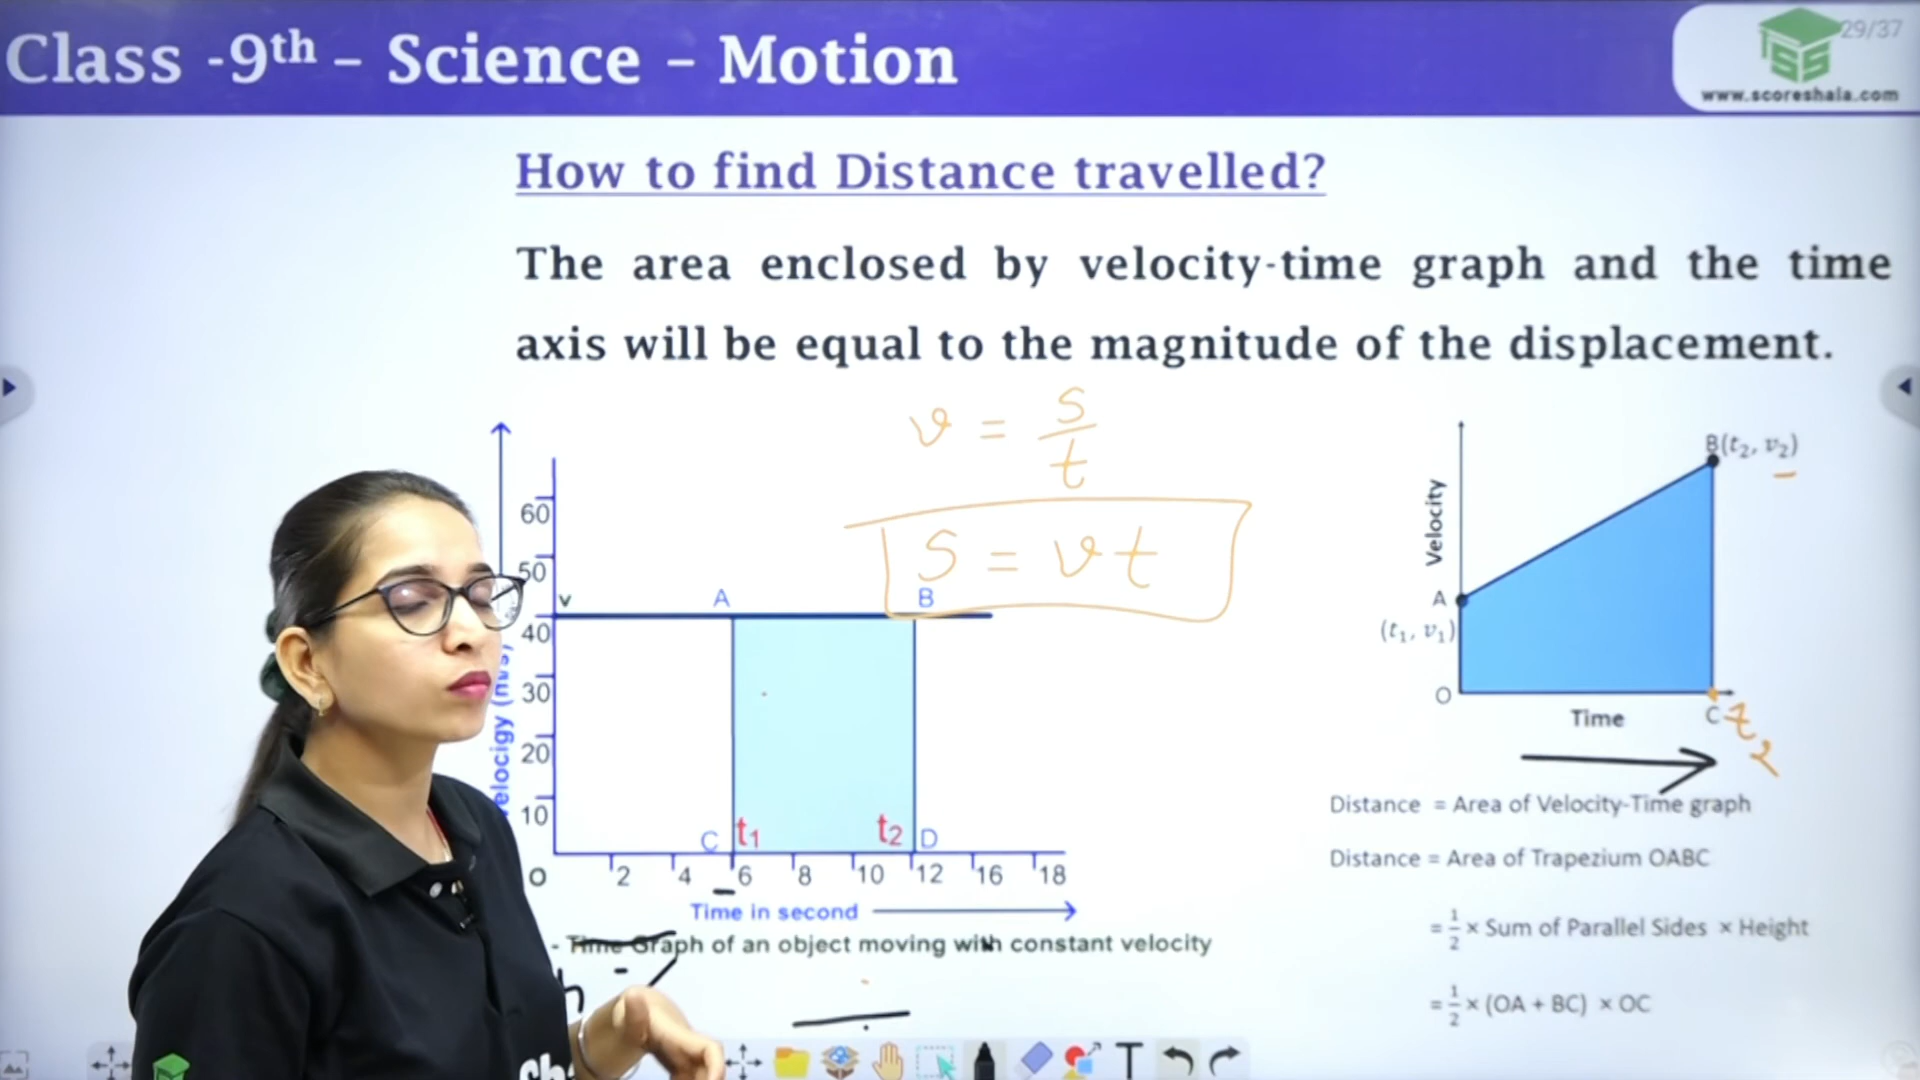 Class -9th – Science – Motion
29/37
www.scoreshala.com
How to find Distance travelled?
The area enclosed by velocity-time graph and the time
axis will be equal to the magnitude of the displacement.
v = s/t
S = vt
60
50
40
30
20
10
v
A
B
C
t1
t2
D
O
2
4
6
8
10
12
16
18
Time in second
- Time Graph of an object moving with constant velocity
B(t2, v2)
Velocity
A
(t1, v1)
O
Time
C
t2
Distance = Area of Velocity-Time graph
Distance = Area of Trapezium OABC
= 1/2 × Sum of Parallel Sides × Height
= 1/2 × (OA + BC) × OC
T